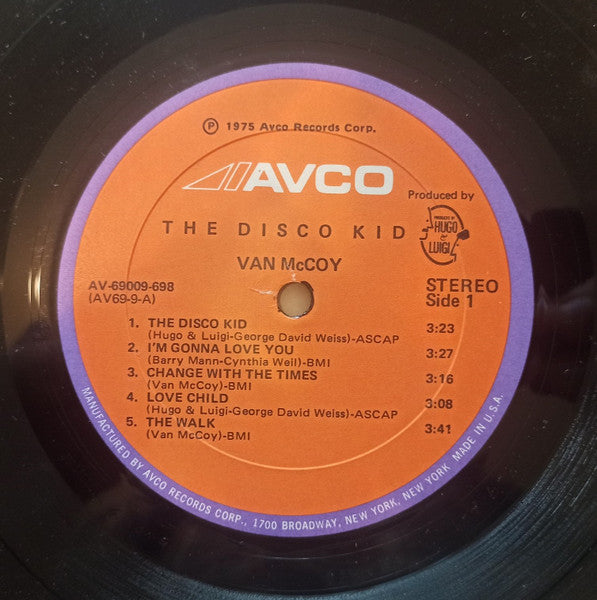 ℗ 1975 Avco Records Corp.
AVCO
Produced by
PRODUCED BY
HUGO
&
LUIGI
THE DISCO KID
VAN McCOY
AV-69009-698
(AV69-9-A)
STEREO
Side 1
1. THE DISCO KID 3:23
(Hugo & Luigi-George David Weiss)-ASCAP
2. I'M GONNA LOVE YOU 3:27
(Barry Mann-Cynthia Weil)-BMI
3. CHANGE WITH THE TIMES 3:16
(Van McCoy)-BMI
4. LOVE CHILD 3:08
(Hugo & Luigi-George David Weiss)-ASCAP
5. THE WALK 3:41
(Van McCoy)-BMI
MANUFACTURED BY AVCO RECORDS CORP., 1700 BROADWAY, NEW YORK, NEW YORK MADE IN U.S.A.